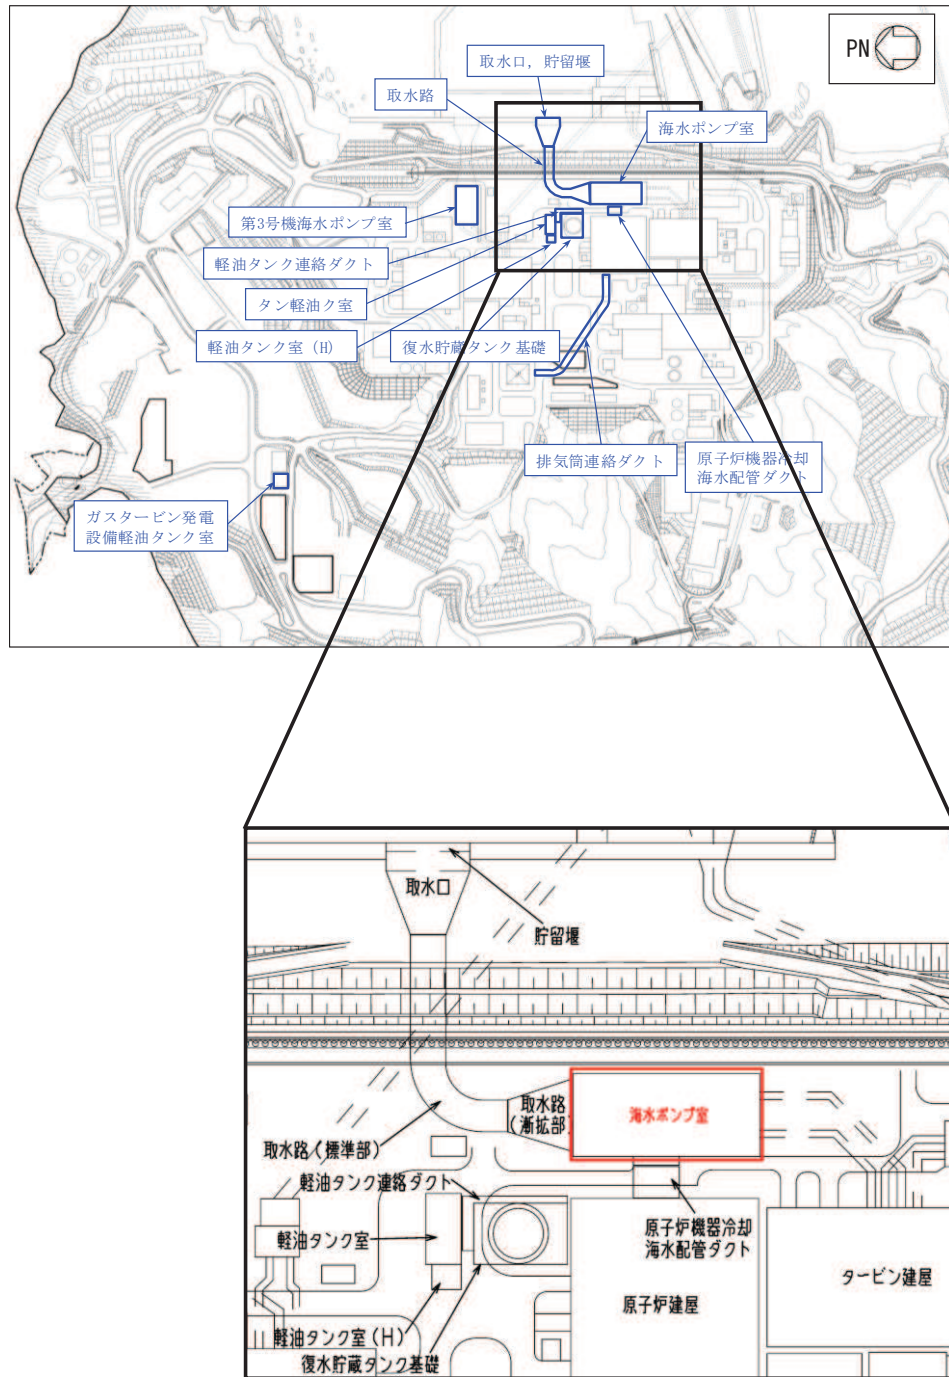 PN
取水口，貯留堰
取水路
海水ポンプ室
第3号機海水ポンプ室
軽油タンク連絡ダクト
タン軽油ク室
軽油タンク室（H）
復水貯蔵タンク基礎
排気筒連絡ダクト
原子炉機器冷却
海水配管ダクト
ガスタービン発電
設備軽油タンク室
取水口
貯留堰
取水路
(漸拡部)
海水ポンプ室
取水路(標準部)
軽油タンク連絡ダクト
軽油タンク室
原子炉機器冷却
海水配管ダクト
タービン建屋
原子炉建屋
軽油タンク室(H)
復水貯蔵タンク基礎